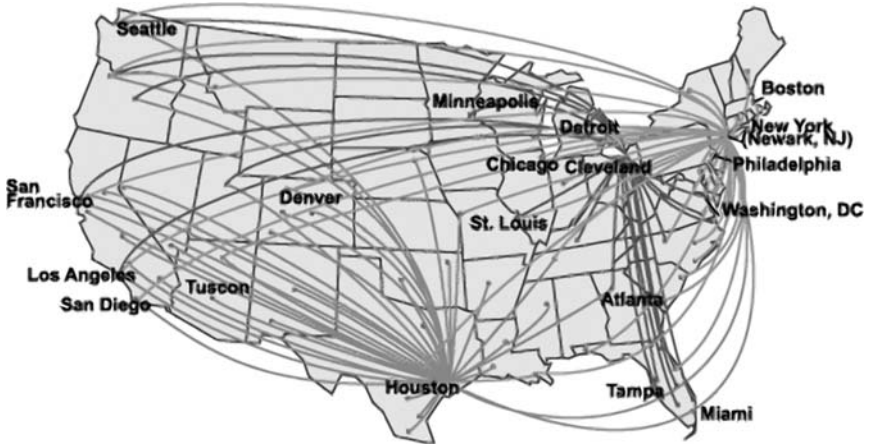 Seattle
Boston
Minneapolis
New York
(Newark, NJ)
Detroit
Chicago
Cleveland
Philadelphia
San
Francisco
Denver
Washington, DC
St. Louis
Los Angeles
San Diego
Tuscon
Atlanta
Houston
Tampa
Miami